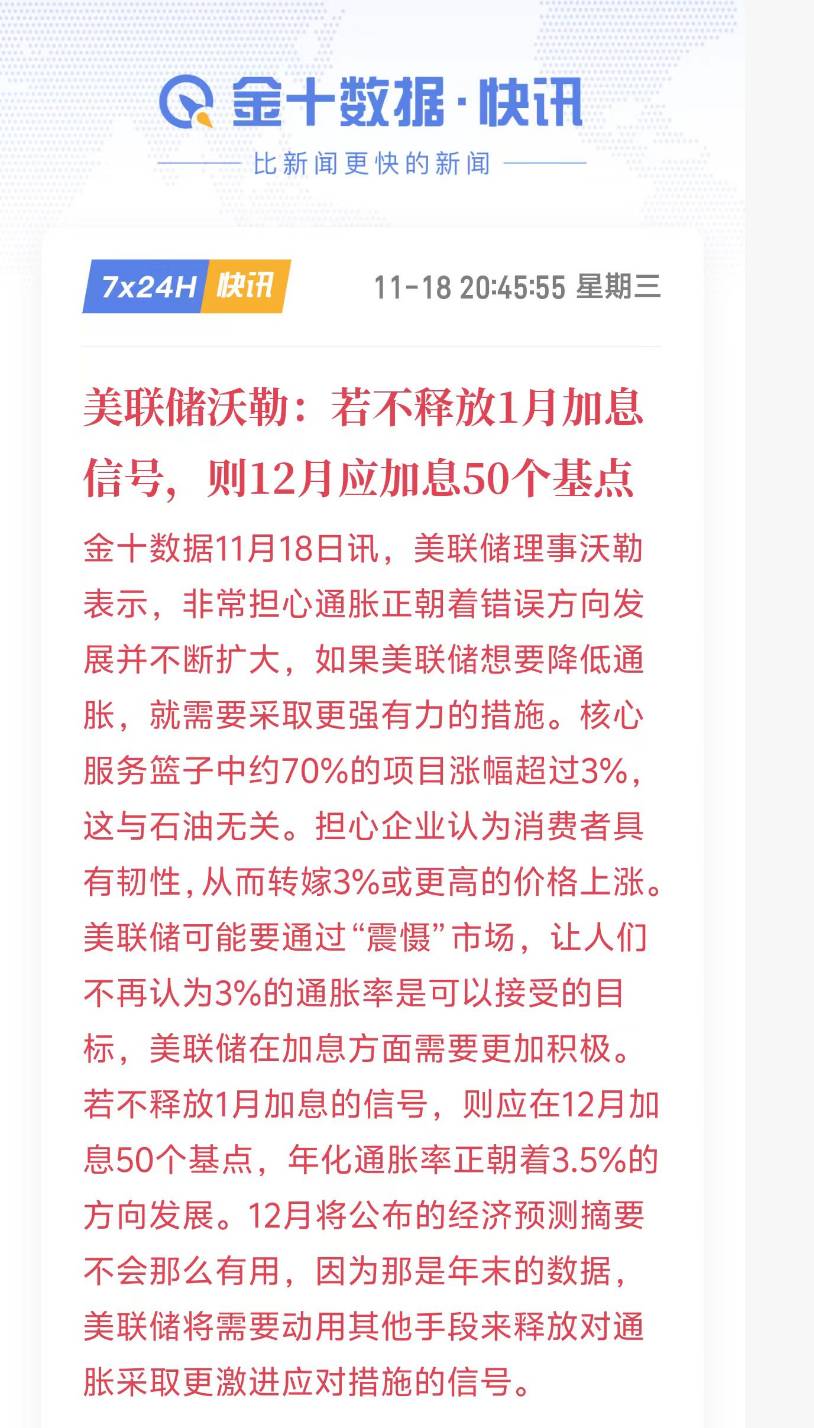 金十数据·快讯
比新闻更快的新闻
7x24H 快讯 11-18 20:45:55 星期三
美联储沃勒：若不释放1月加息
信号，则12月应加息50个基点
金十数据11月18日讯，美联储理事沃勒
表示，非常担心通胀正朝着错误方向发
展并不断扩大，如果美联储想要降低通
胀，就需要采取更强有力的措施。核心
服务篮子中约70%的项目涨幅超过3%，
这与石油无关。担心企业认为消费者具
有韧性，从而转嫁3%或更高的价格上涨。
美联储可能要通过“震慑”市场，让人们
不再认为3%的通胀率是可以接受的目
标，美联储在加息方面需要更加积极。
若不释放1月加息的信号，则应在12月加
息50个基点，年化通胀率正朝着3.5%的
方向发展。12月将公布的经济预测摘要
不会那么有用，因为那是年末的数据，
美联储将需要动用其他手段来释放对通
胀采取更激进应对措施的信号。